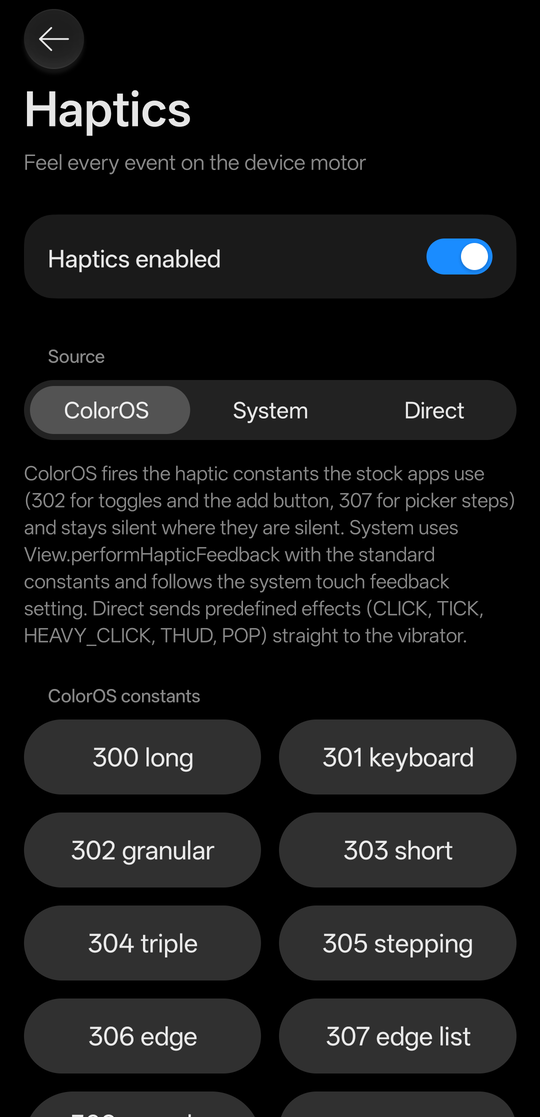 Haptics
Feel every event on the device motor
Haptics enabled
Source
ColorOS
System
Direct
ColorOS fires the haptic constants the stock apps use
(302 for toggles and the add button, 307 for picker steps)
and stays silent where they are silent. System uses
View.performHapticFeedback with the standard
constants and follows the system touch feedback
setting. Direct sends predefined effects (CLICK, TICK,
HEAVY_CLICK, THUD, POP) straight to the vibrator.
ColorOS constants
300 long
301 keyboard
302 granular
303 short
304 triple
305 stepping
306 edge
307 edge list